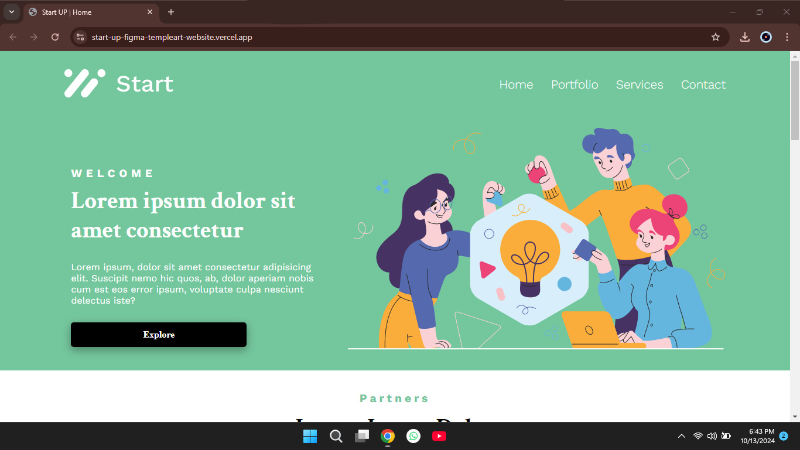 Start UP | Home
start-up-figma-templeart-website.vercel.app
Start
Home Portfolio Services Contact
WELCOME
Lorem ipsum dolor sit
amet consectetur
Lorem ipsum, dolor sit amet consectetur adipisicing
elit. Suscipit nemo hic quos, ab, dolor aperiam nobis
cum est eos error ipsum, voluptate culpa nesciunt
delectus iste?
Explore
Partners
6:43 PM
10/13/2024
2